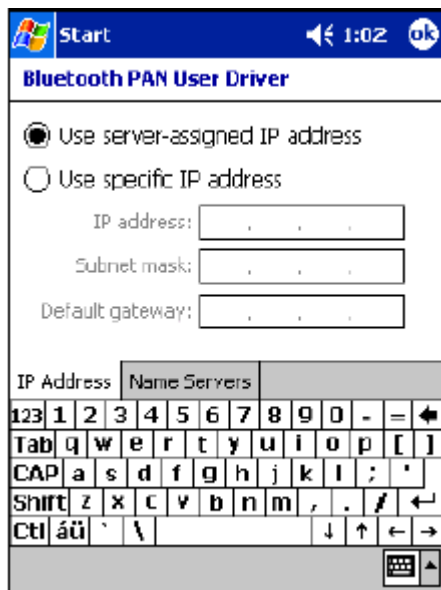 Start 1:02 ok
Bluetooth PAN User Driver
Use server-assigned IP address
Use specific IP address
IP address: . . .
Subnet mask: . . .
Default gateway: . . .
IP Address Name Servers
123 1 2 3 4 5 6 7 8 9 0 - =
Tab q w e r t y u i o p [ ]
CAP a s d f g h j k l ; '
Shift z x c v b n m , . /
Ctl áü ` \